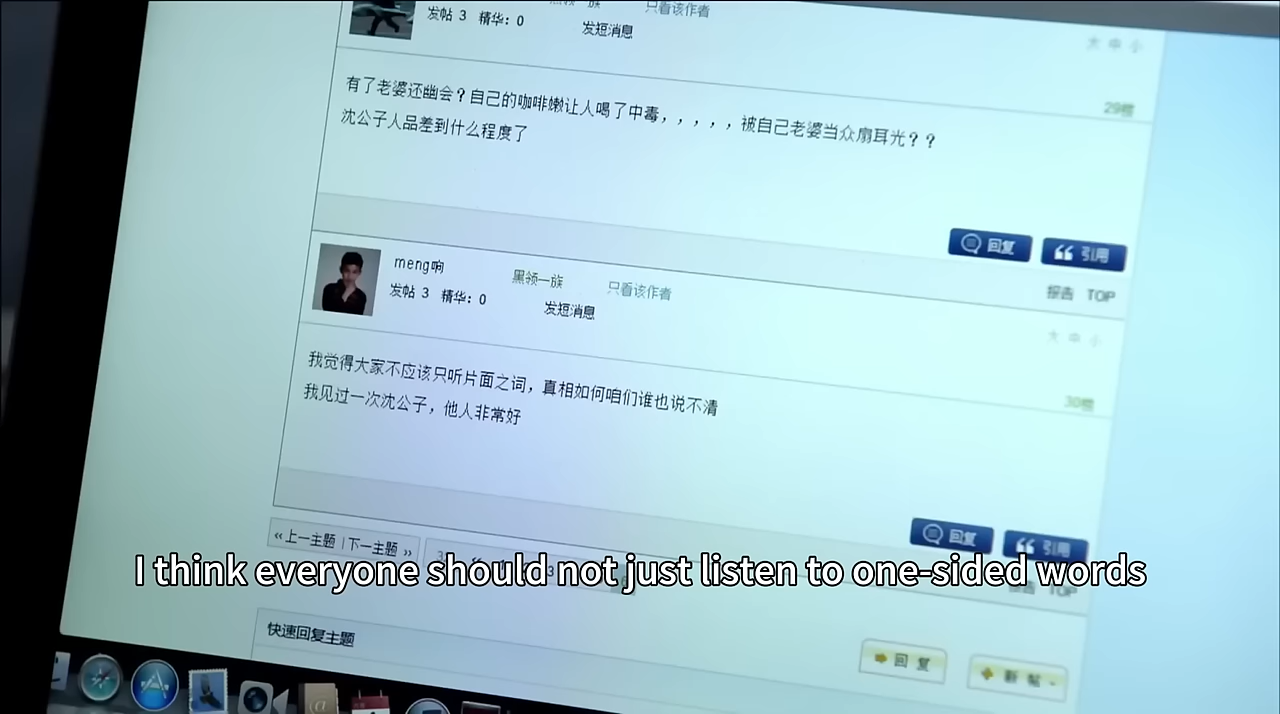 发帖 3 精华：0
只看该作者
发短消息
大 中 小
29楼
有了老婆还幽会？自己的咖啡嫩让人喝了中毒，，，，，被自己老婆当众扇耳光？？
沈公子人品差到什么程度了
回复 引用
报告 TOP
meng响 黑领一族 只看该作者
发帖 3 精华：0 发短消息
大 中 小
30楼
我觉得大家不应该只听片面之词，真相如何咱们谁也说不清
我见过一次沈公子，他人非常好
回复 引用
‹‹上一主题|下一主题››
TOP
I think everyone should not just listen to one-sided words
快速回复主题
回复 新帖